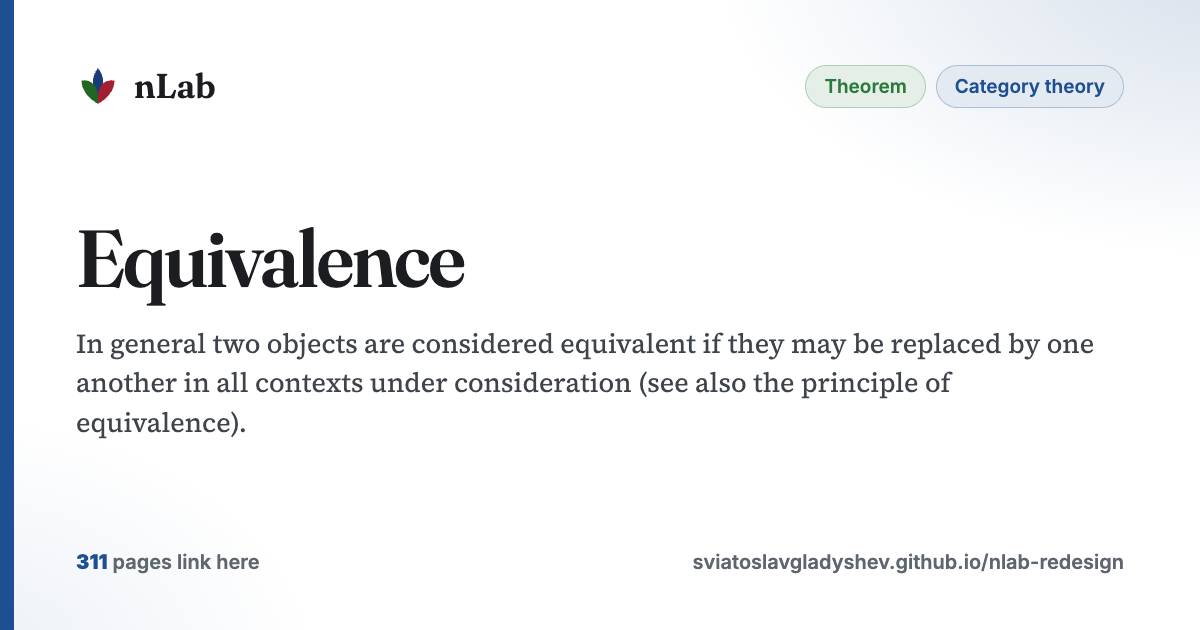 nLab
Theorem
Category theory
Equivalence
In general two objects are considered equivalent if they may be replaced by one
another in all contexts under consideration (see also the principle of
equivalence).
311 pages link here
sviatoslavgladyshev.github.io/nlab-redesign